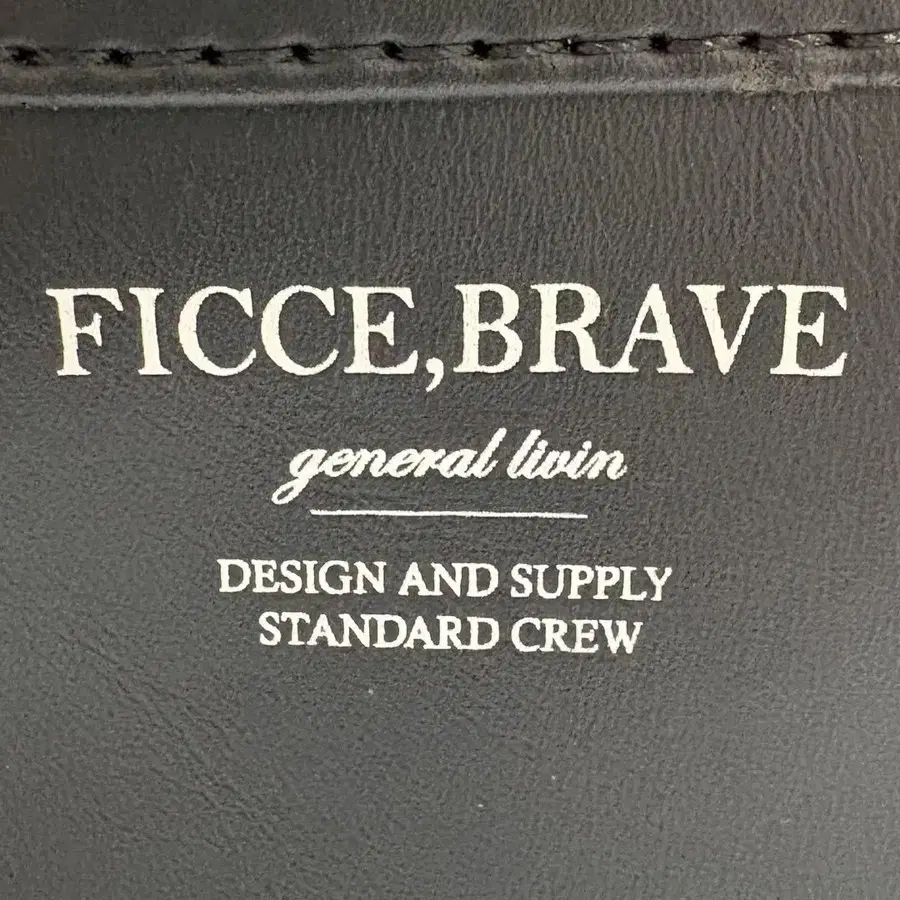 FICCE,BRAVE
general livin
DESIGN AND SUPPLY
STANDARD CREW